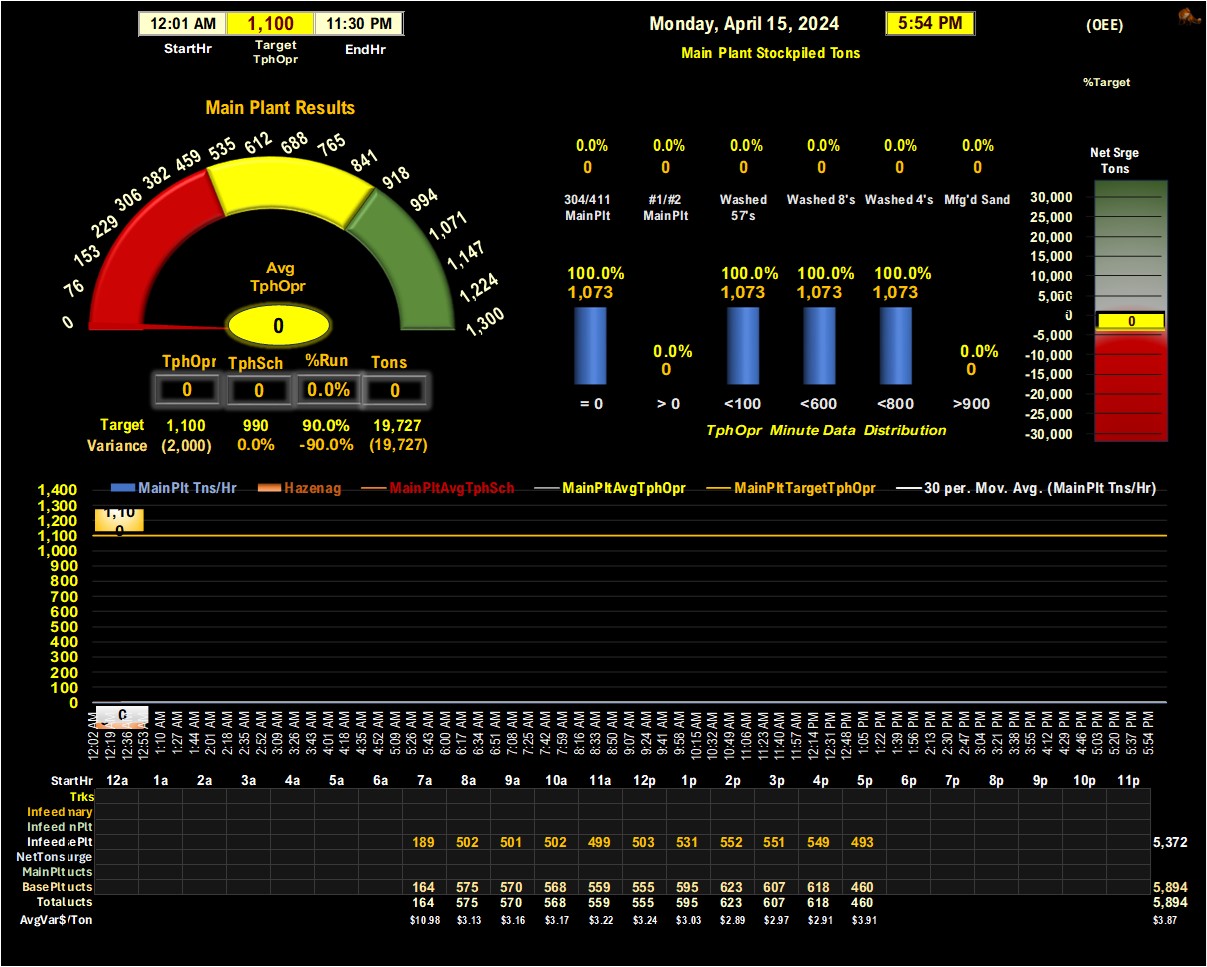 12:01 AM 1,100 11:30 PM
StartHr Target TphOpr EndHr
Monday, April 15, 2024 5:54 PM (OEE)
Main Plant Stockpiled Tons
%Target
Main Plant Results
0 76 153 229 306 382 459 535 612 688 765 841 918 994 1,071 1,147 1,224 1,300
Avg
TphOpr
0
TphOpr TphSch %Run Tons
0 0 0.0% 0
Target 1,100 990 90.0% 19,727
Variance (2,000) 0.0% -90.0% (19,727)
0.0% 0.0% 0.0% 0.0% 0.0% 0.0%
0 0 0 0 0 0
304/411 MainPlt #1/#2 MainPlt Washed 57's Washed 8's Washed 4's Mfg'd Sand
100.0% 100.0% 100.0% 100.0%
1,073 1,073 1,073 1,073
0.0% 0.0%
0 0
= 0 > 0 <100 <600 <800 >900
TphOpr Minute Data Distribution
Net Srge
Tons
30,000
25,000
20,000
15,000
10,000
5,000
0 0
-5,000
-10,000
-15,000
-20,000
-25,000
-30,000
MainPlt Tns/Hr Hazenag MainPltAvgTphSch MainPltAvgTphOpr MainPltTargetTphOpr 30 per. Mov. Avg. (MainPlt Tns/Hr)
1,400
1,300
1,200
1,100
1,000
900
800
700
600
500
400
300
200
100
0
1,100
0
12:02 AM 12:19 AM 12:36 AM 12:53 AM 1:10 AM 1:27 AM 1:44 AM 2:01 AM 2:18 AM 2:35 AM 2:52 AM 3:09 AM 3:26 AM 3:43 AM 4:01 AM 4:18 AM 4:35 AM 4:52 AM 5:09 AM 5:26 AM 5:43 AM 6:00 AM 6:17 AM 6:34 AM 6:51 AM 7:08 AM 7:25 AM 7:42 AM 7:59 AM 8:16 AM 8:33 AM 8:50 AM 9:07 AM 9:24 AM 9:41 AM 9:58 AM 10:15 AM 10:32 AM 10:49 AM 11:06 AM 11:23 AM 11:40 AM 11:57 AM 12:14 PM 12:31 PM 12:48 PM 1:05 PM 1:22 PM 1:39 PM 1:56 PM 2:13 PM 2:30 PM 2:47 PM 3:04 PM 3:21 PM 3:38 PM 3:55 PM 4:12 PM 4:29 PM 4:46 PM 5:03 PM 5:20 PM 5:37 PM 5:54 PM
StartHr 12a 1a 2a 3a 4a 5a 6a 7a 8a 9a 10a 11a 12p 1p 2p 3p 4p 5p 6p 7p 8p 9p 10p 11p
Trks
Infeed nary
Infeed nPlt
Infeed ePlt 189 502 501 502 499 503 531 552 551 549 493 5,372
NetTons urge
MainPlt ucts
BasePlt ucts 164 575 570 568 559 555 595 623 607 618 460 5,894
Total ucts 164 575 570 568 559 555 595 623 607 618 460 5,894
AvgVar$/Ton $10.98 $3.13 $3.16 $3.17 $3.22 $3.24 $3.03 $2.89 $2.97 $2.91 $3.91 $3.87